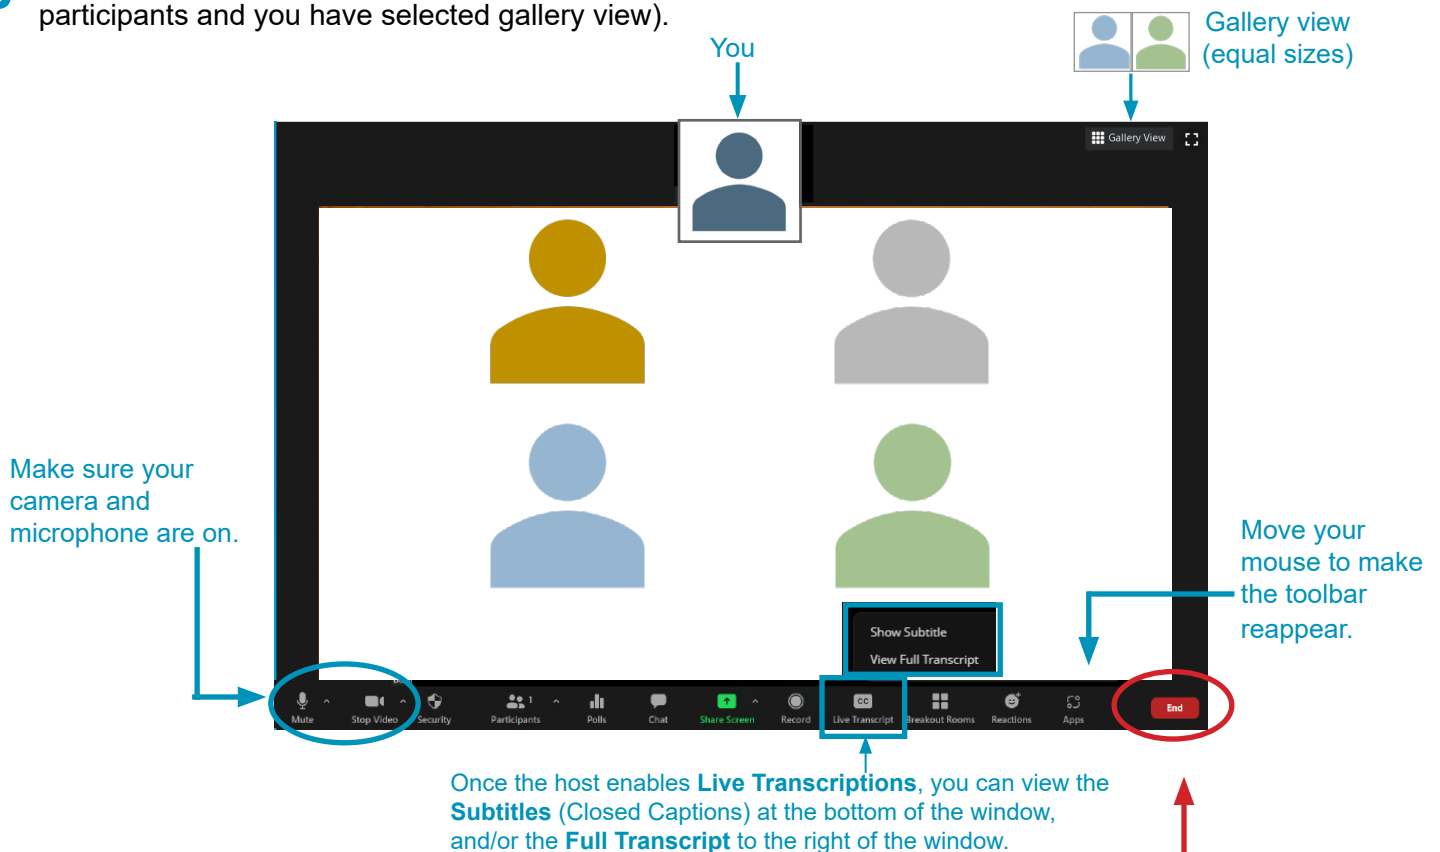 participants and you have selected gallery view).
You
Gallery view
(equal sizes)
Gallery View
Make sure your
camera and
microphone are on.
Move your
mouse to make
the toolbar
reappear.
Show Subtitle
View Full Transcript
1
CC
Mute
Stop Video
Security
Participants
Polls
Chat
Share Screen
Record
Live Transcript
Breakout Rooms
Reactions
Apps
End
Once the host enables Live Transcriptions, you can view the
Subtitles (Closed Captions) at the bottom of the window,
and/or the Full Transcript to the right of the window.